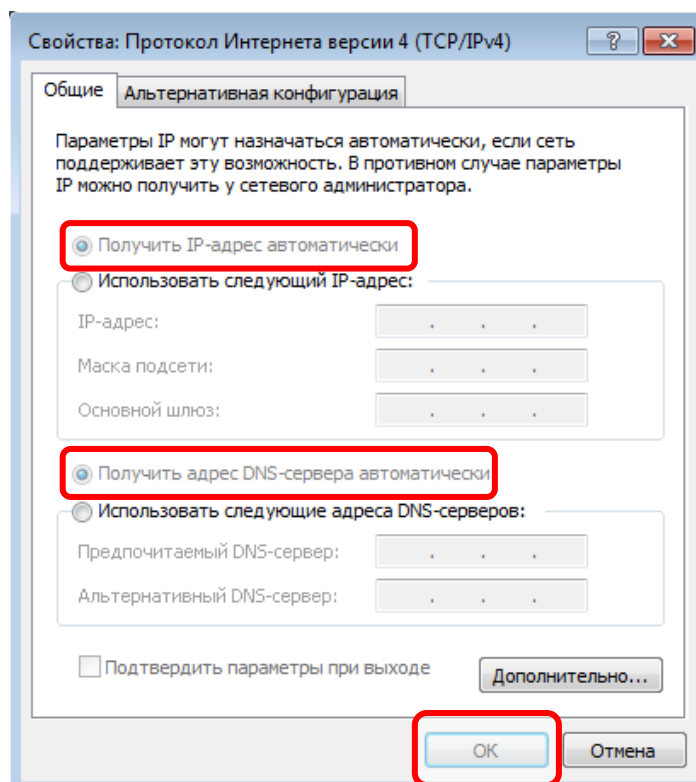 Свойства: Протокол Интернета версии 4 (TCP/IPv4)
?
Общие
Альтернативная конфигурация
Параметры IP могут назначаться автоматически, если сеть
поддерживает эту возможность. В противном случае параметры
IP можно получить у сетевого администратора.
Получить IP-адрес автоматически
Использовать следующий IP-адрес:
IP-адрес:
. . .
Маска подсети:
. . .
Основной шлюз:
. . .
Получить адрес DNS-сервера автоматически
Использовать следующие адреса DNS-серверов:
Предпочитаемый DNS-сервер:
. . .
Альтернативный DNS-сервер:
. . .
Подтвердить параметры при выходе
Дополнительно...
ОК
Отмена